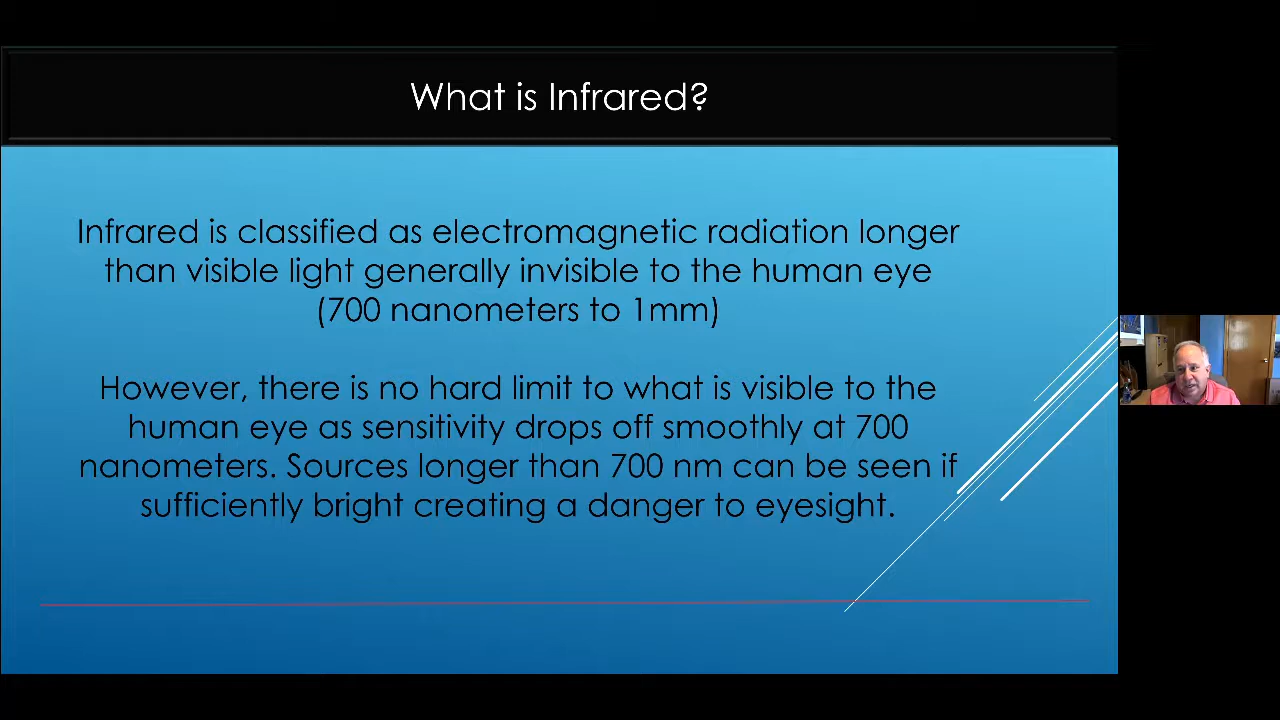 What is Infrared?
Infrared is classified as electromagnetic radiation longer
than visible light generally invisible to the human eye
(700 nanometers to 1mm)
However, there is no hard limit to what is visible to the
human eye as sensitivity drops off smoothly at 700
nanometers. Sources longer than 700 nm can be seen if
sufficiently bright creating a danger to eyesight.